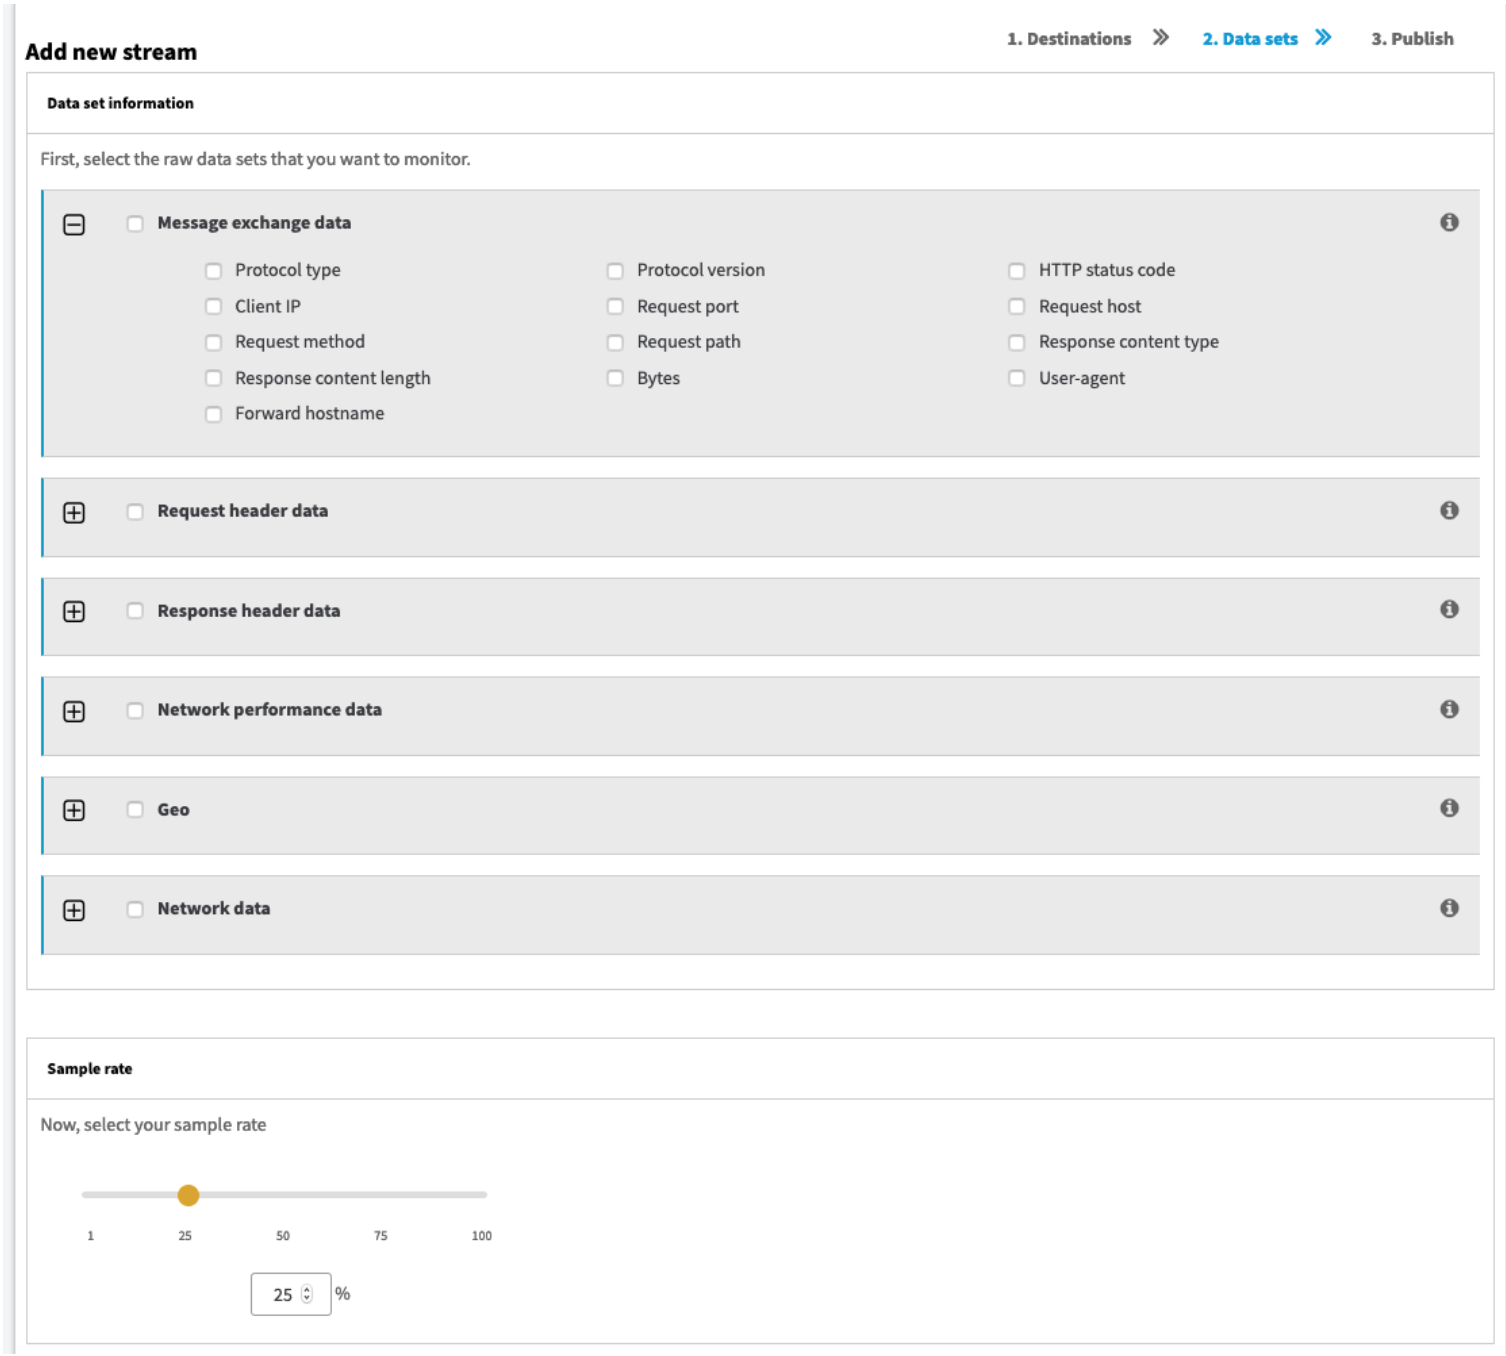 Add new stream
1. Destinations
2. Data sets
3. Publish
Data set information
First, select the raw data sets that you want to monitor.
Message exchange data
Protocol type Protocol version HTTP status code
Client IP Request port Request host
Request method Request path Response content type
Response content length Bytes User-agent
Forward hostname
Request header data
Response header data
Network performance data
Geo
Network data
Sample rate
Now, select your sample rate
1 25 50 75 100
25 %